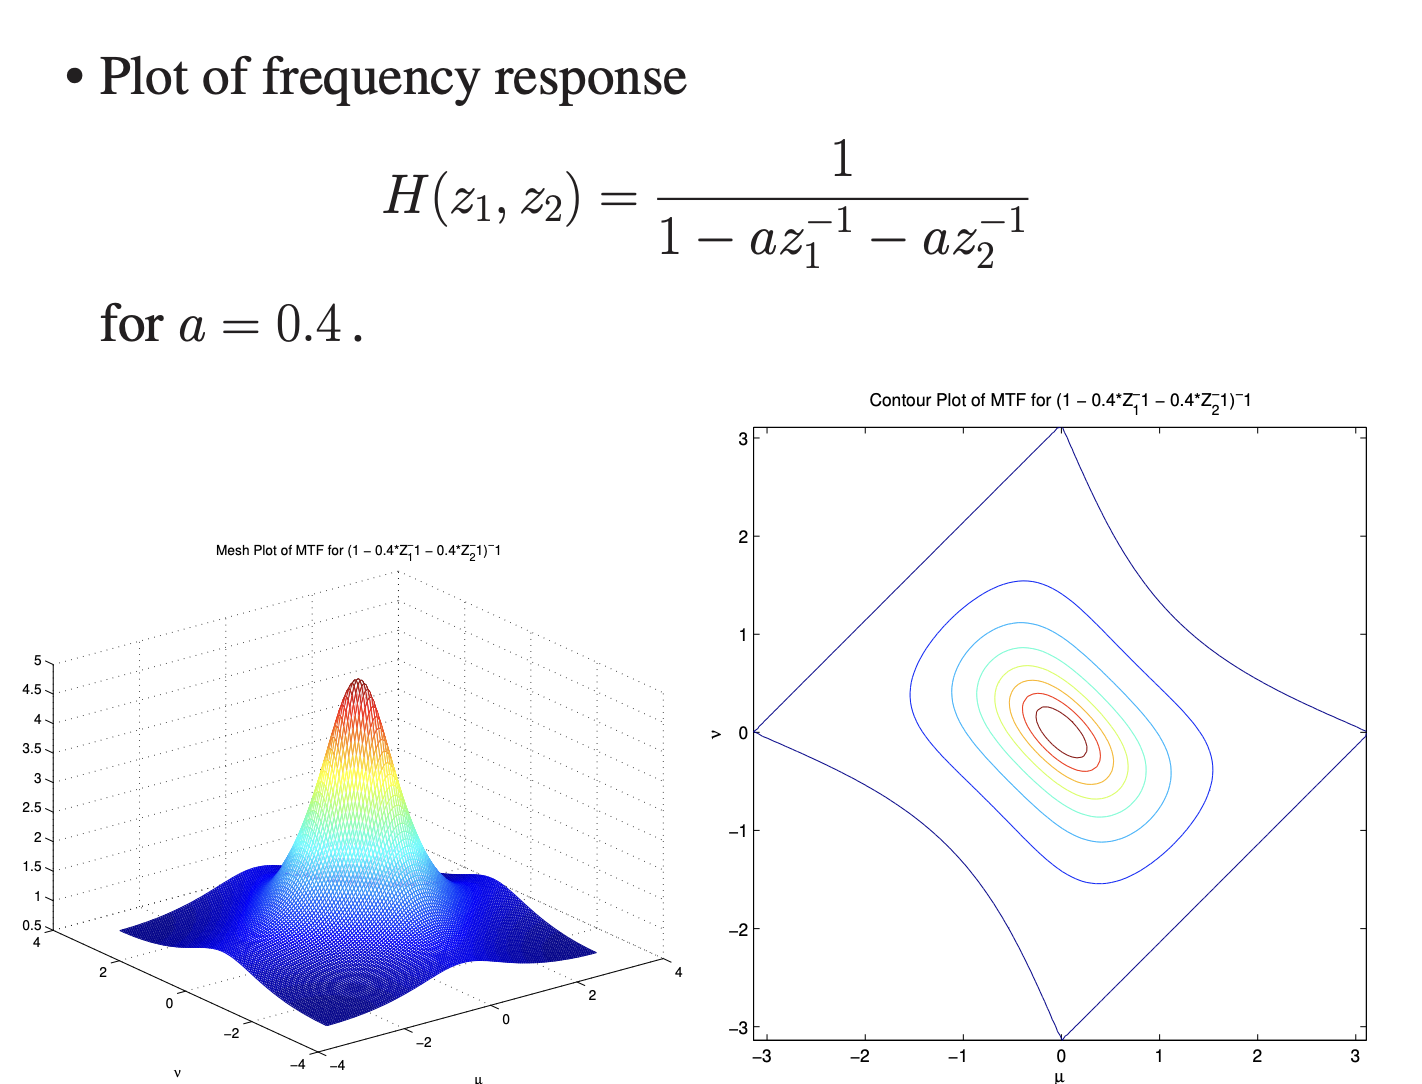 • Plot of frequency response
H(z₁, z₂) = 1 / (1 − az₁⁻¹ − az₂⁻¹)
for a = 0.4 .
Contour Plot of MTF for (1 − 0.4*Z₁⁻1 − 0.4*Z₂⁻1)⁻1
3
2
1
0
−1
−2
−3
ν
−3 −2 −1 0 1 2 3
μ
Mesh Plot of MTF for (1 − 0.4*Z₁⁻1 − 0.4*Z₂⁻1)⁻1
5
4.5
4
3.5
3
2.5
2
1.5
1
0.5
4
2
0
−2
−4
ν
−4
−2
0
2
4
μ